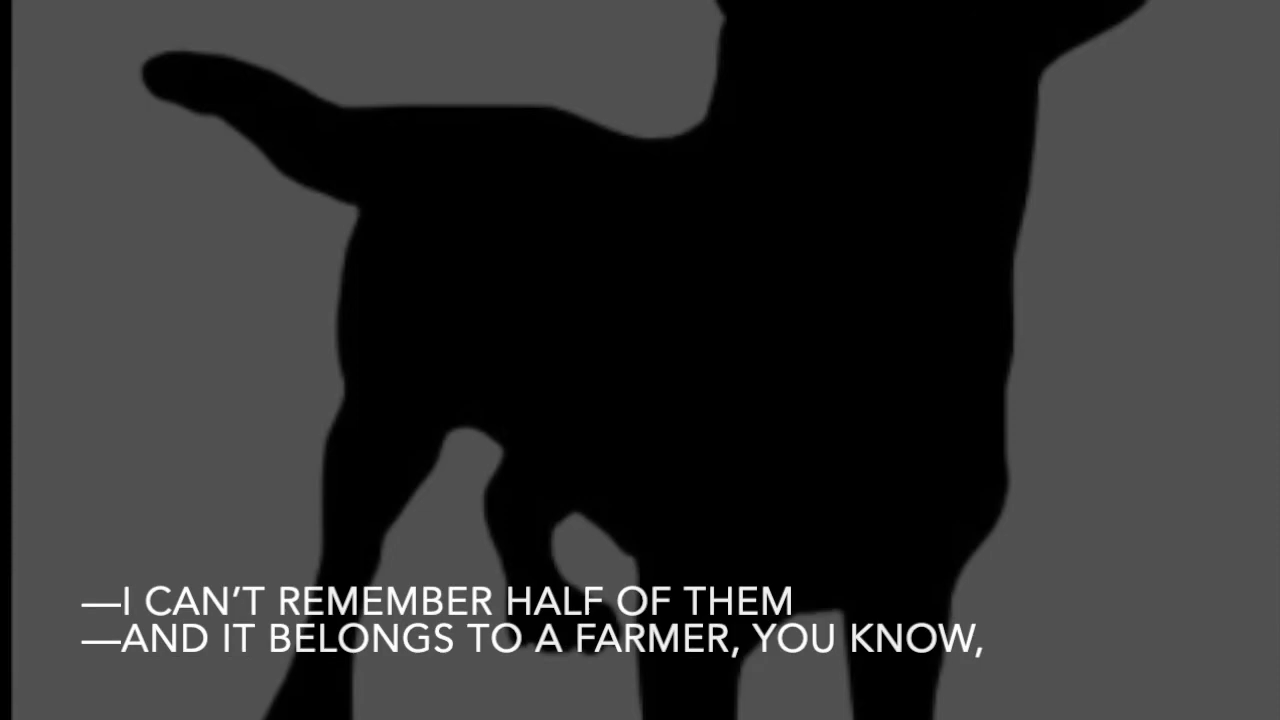 —I CAN’T REMEMBER HALF OF THEM
—AND IT BELONGS TO A FARMER, YOU KNOW,